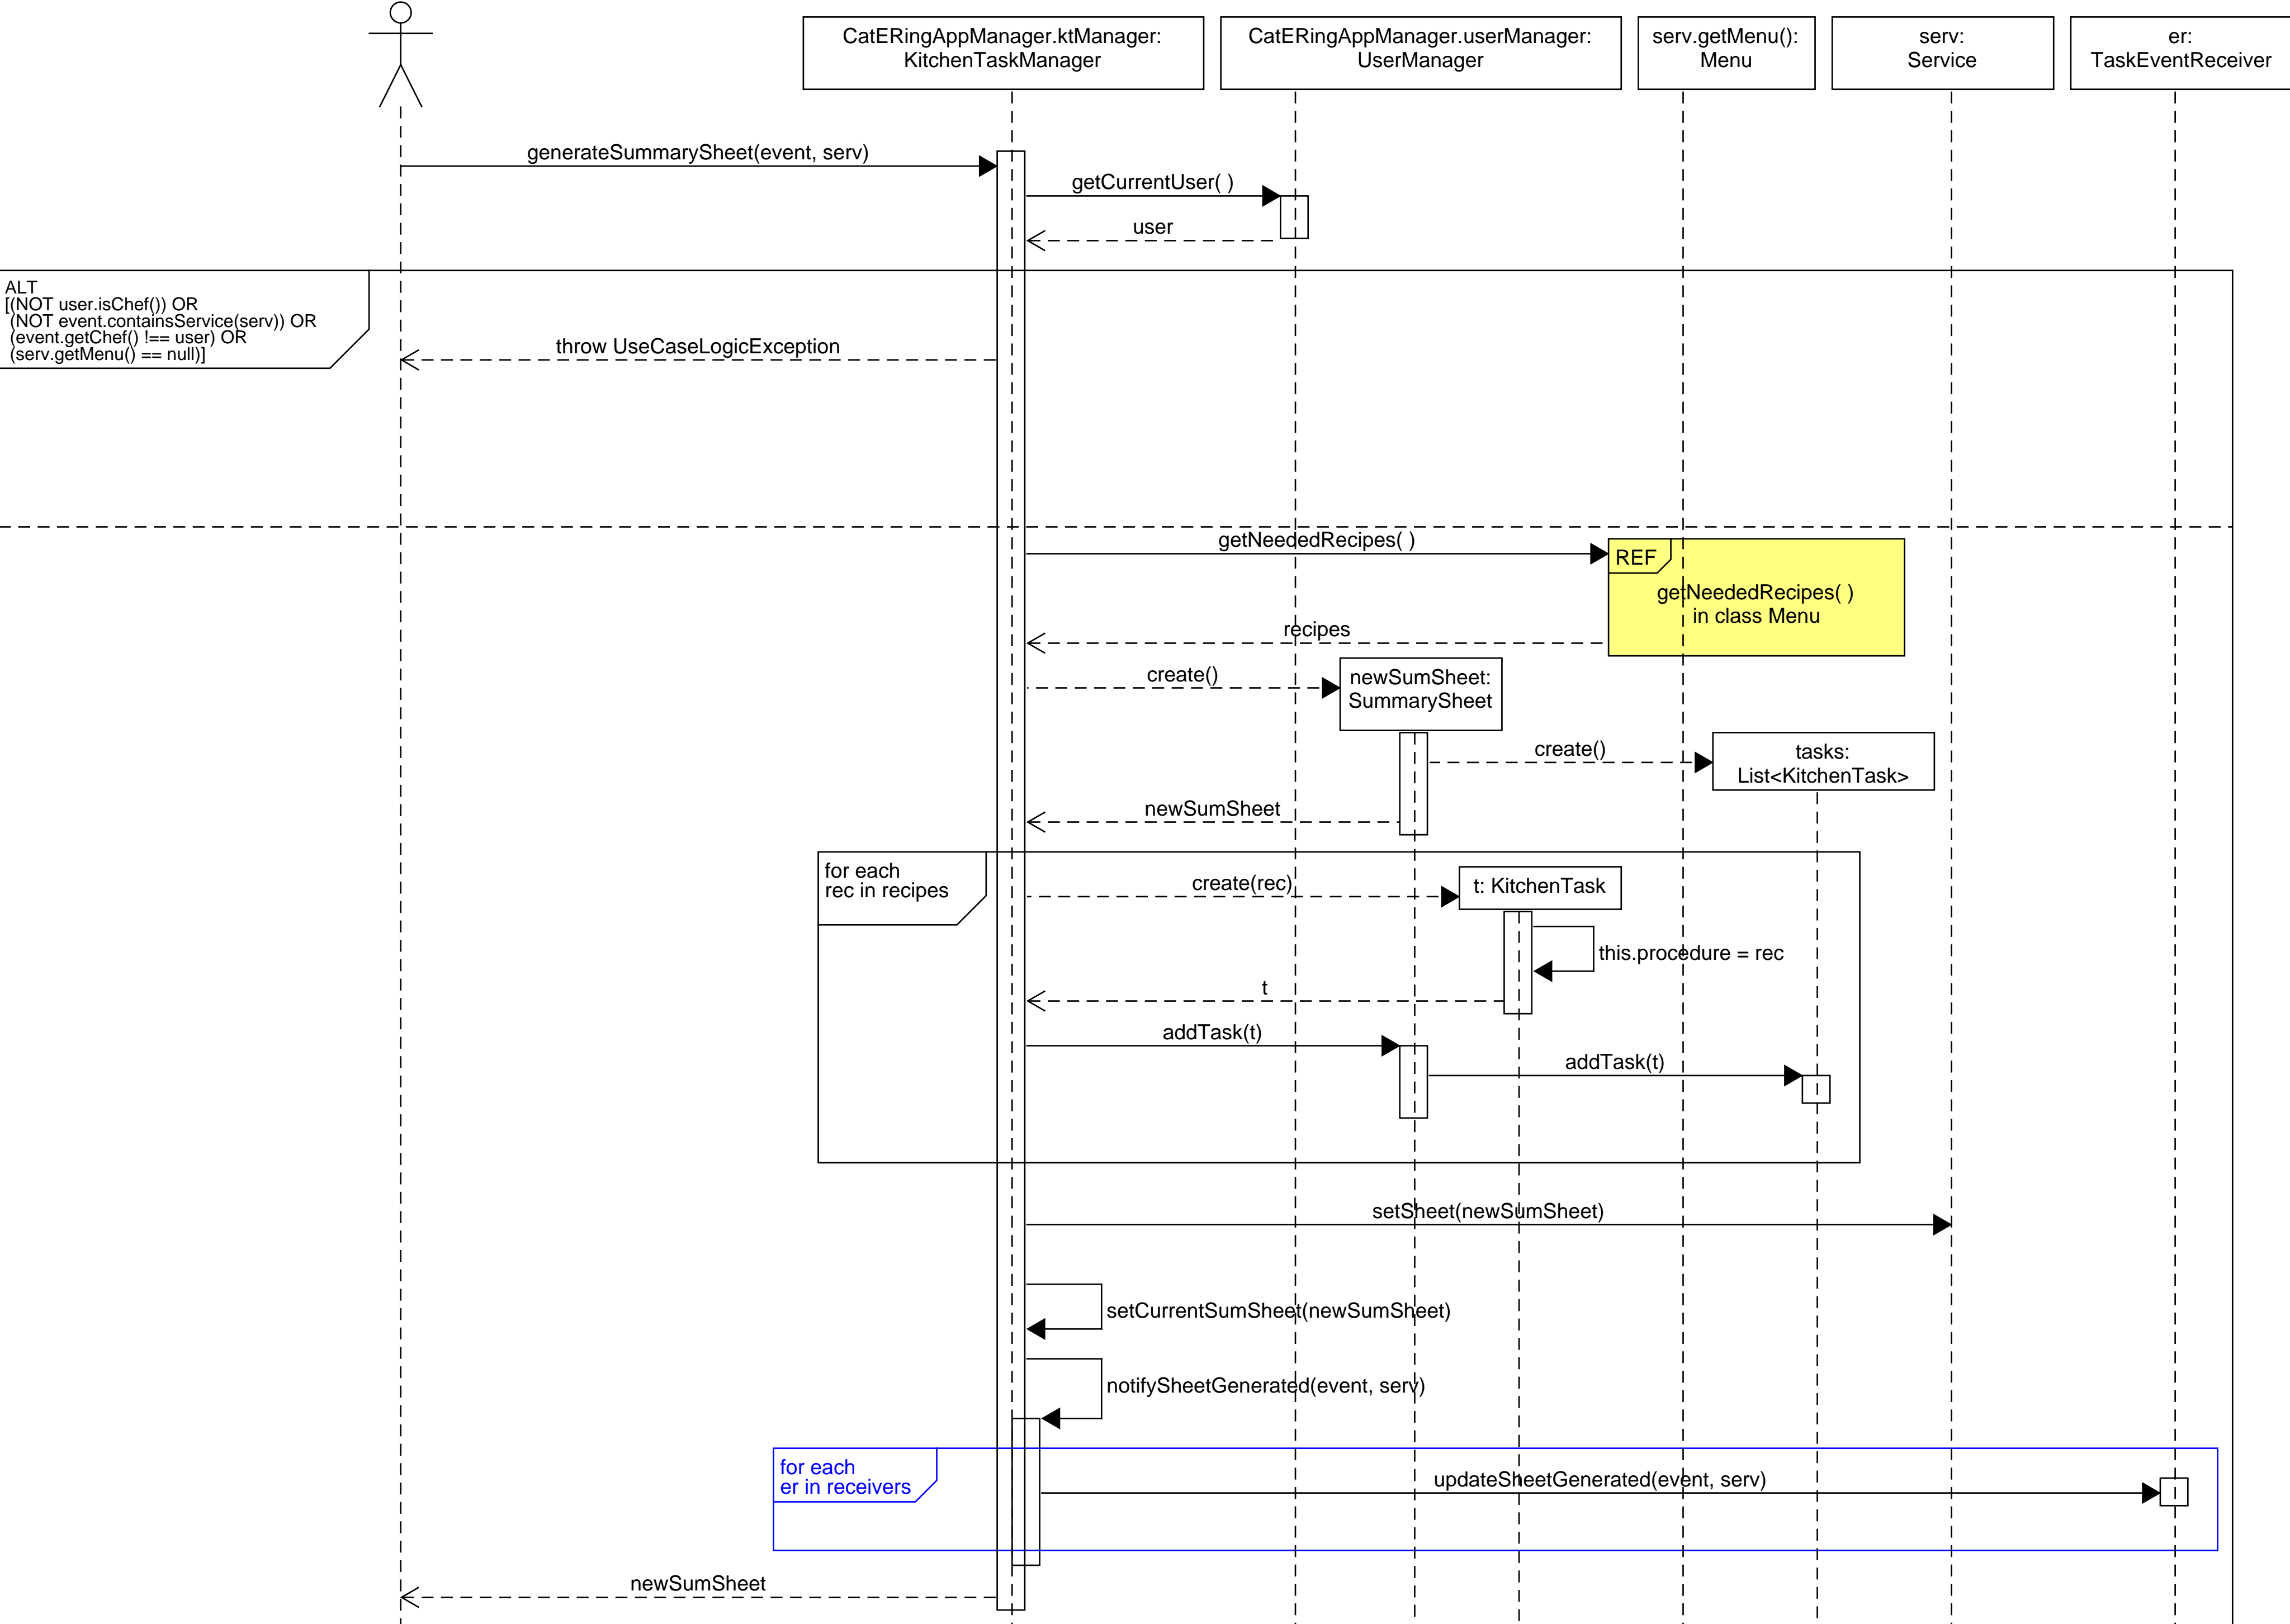 CatERingAppManager.ktManager:
KitchenTaskManager
CatERingAppManager.userManager:
UserManager
serv.getMenu():
Menu
serv:
Service
er:
TaskEventReceiver
generateSummarySheet(event, serv)
getCurrentUser( )
user
ALT
[(NOT user.isChef()) OR
(NOT event.containsService(serv)) OR
(event.getChef() !== user) OR
(serv.getMenu() == null)]
throw UseCaseLogicException
getNeededRecipes( )
REF
getNeededRecipes( )
in class Menu
recipes
create()
newSumSheet:
SummarySheet
create()
tasks:
List<KitchenTask>
newSumSheet
for each
rec in recipes
create(rec)
t: KitchenTask
this.procedure = rec
t
addTask(t)
addTask(t)
setSheet(newSumSheet)
setCurrentSumSheet(newSumSheet)
notifySheetGenerated(event, serv)
for each
er in receivers
updateSheetGenerated(event, serv)
newSumSheet